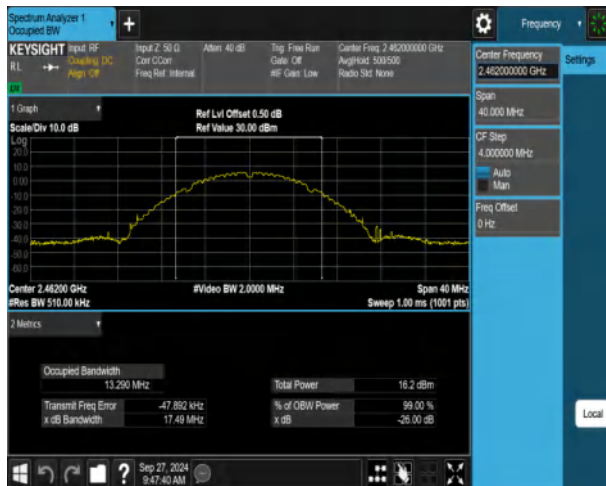 Spectrum Analyzer 1
Occupied BW
+
Frequency
KEYSIGHT
RL
Input: RF
Coupling: DC
Align: Off
Input Z: 50 Ω
Corr CCorr
Freq Ref: Internal
Atten: 40 dB
Trig: Free Run
Gate: Off
#IF Gain: Low
Center Freq: 2.462000000 GHz
Avg|Hold: 500/500
Radio Std: None
Center Frequency
2.462000000 GHz
Settings
Span
40.000 MHz
CF Step
4.000000 MHz
Auto
Man
Freq Offset
0 Hz
Local
1 Graph
Scale/Div 10.0 dB
Ref Lvl Offset 0.50 dB
Ref Value 30.00 dBm
Log
20.0
10.0
0.00
-10.0
-20.0
-30.0
-40.0
-50.0
-60.0
Center 2.46200 GHz
#Res BW 510.00 kHz
#Video BW 2.0000 MHz
Span 40 MHz
Sweep 1.00 ms (1001 pts)
2 Metrics
Occupied Bandwidth
13.290 MHz
Total Power
16.2 dBm
Transmit Freq Error
-47.892 kHz
% of OBW Power
99.00 %
x dB Bandwidth
17.49 MHz
x dB
-26.00 dB
?
Sep 27, 2024
9:47:40 AM